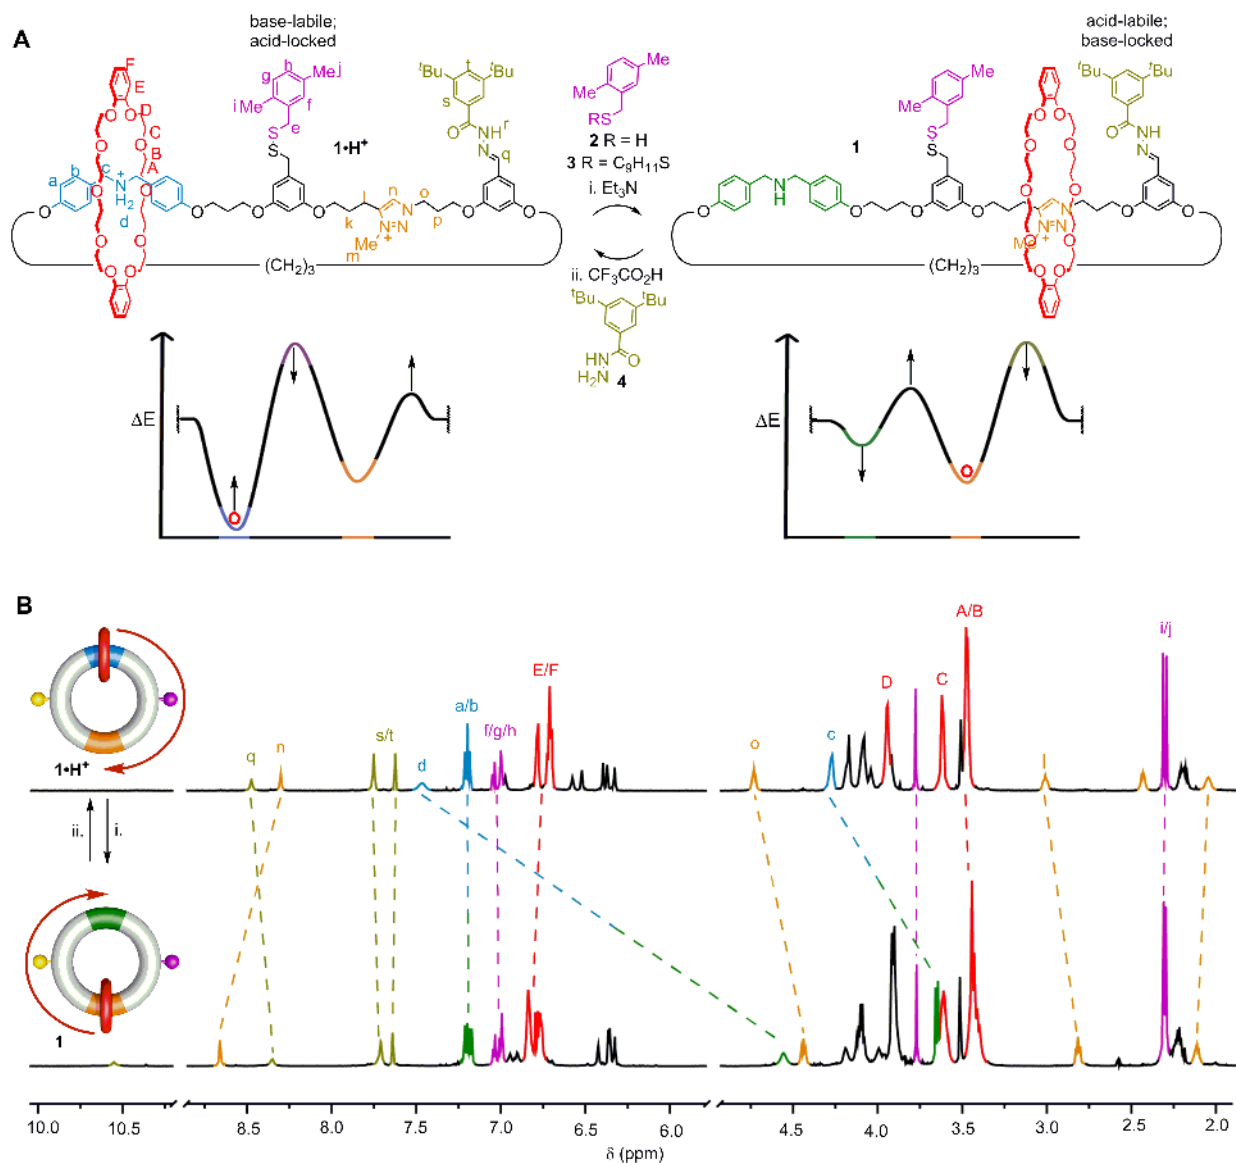 A
base-labile;
acid-locked
acid-labile;
base-locked
F
E
O
O
D
C
O
O
B
A
O
O
O
O
a
b
c
N
+
H₂
d
O
O
h
g
Me j
i
Me
f
e
S
S
1•H⁺
ᵗBu
t
ᵗBu
s
O
NH
r
N
q
O
O
k
l
n
N
o
p
N–N
+
Me
m
O
O
(CH₂)₃
Me
Me
RS
2 R = H
3 R = C₉H₁₁S
i. Et₃N
ii. CF₃CO₂H
ᵗBu
ᵗBu
HN
O
H₂N
4
Me
Me
S
S
1
ᵗBu
ᵗBu
O
NH
N
O
N
H
O
O
O
N
N–N
+
Me
O
O
(CH₂)₃
ΔE
O
ΔE
O
B
1•H⁺
ii.
i.
1
q
n
s/t
d
a/b
f/g/h
E/F
o
c
D
C
A/B
l
i/j
10.0
10.5
8.5
8.0
7.5
7.0
6.5
6.0
4.5
4.0
3.5
3.0
2.5
2.0
δ (ppm)